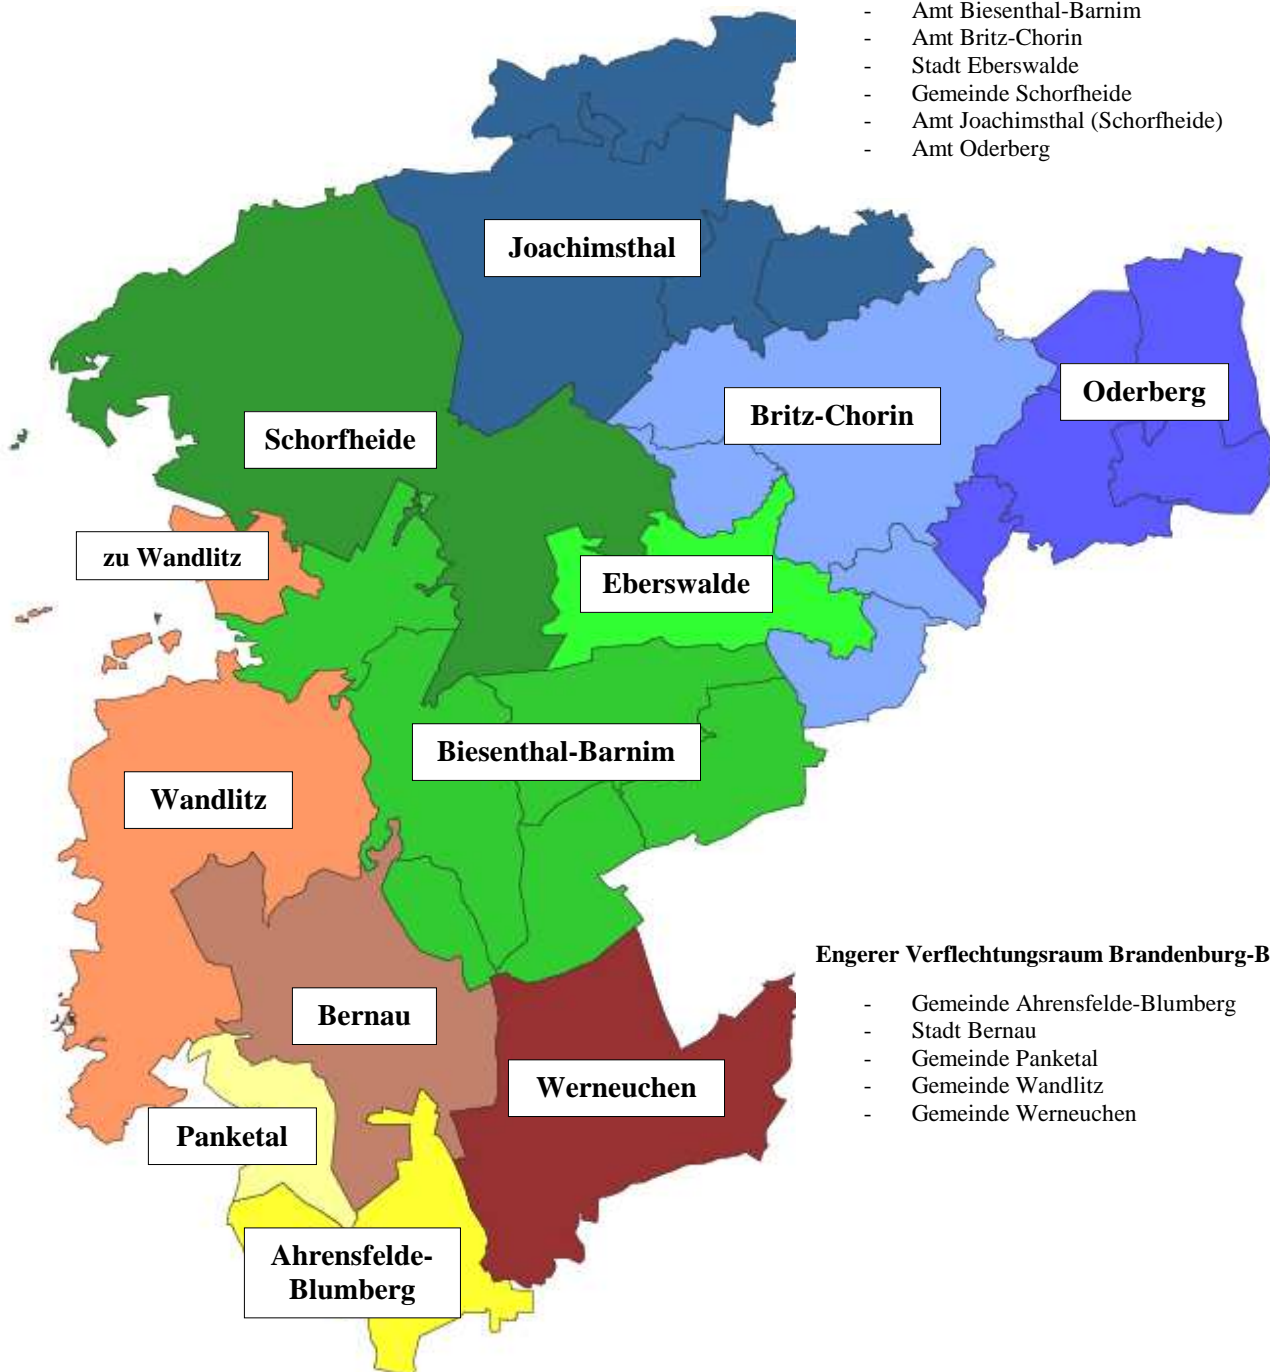 - Amt Biesenthal-Barnim
- Amt Britz-Chorin
- Stadt Eberswalde
- Gemeinde Schorfheide
- Amt Joachimsthal (Schorfheide)
- Amt Oderberg
Joachimsthal
Oderberg
Britz-Chorin
Schorfheide
zu Wandlitz
Eberswalde
Biesenthal-Barnim
Wandlitz
Engerer Verflechtungsraum Brandenburg-B
- Gemeinde Ahrensfelde-Blumberg
- Stadt Bernau
- Gemeinde Panketal
- Gemeinde Wandlitz
- Gemeinde Werneuchen
Bernau
Werneuchen
Panketal
Ahrensfelde-
Blumberg